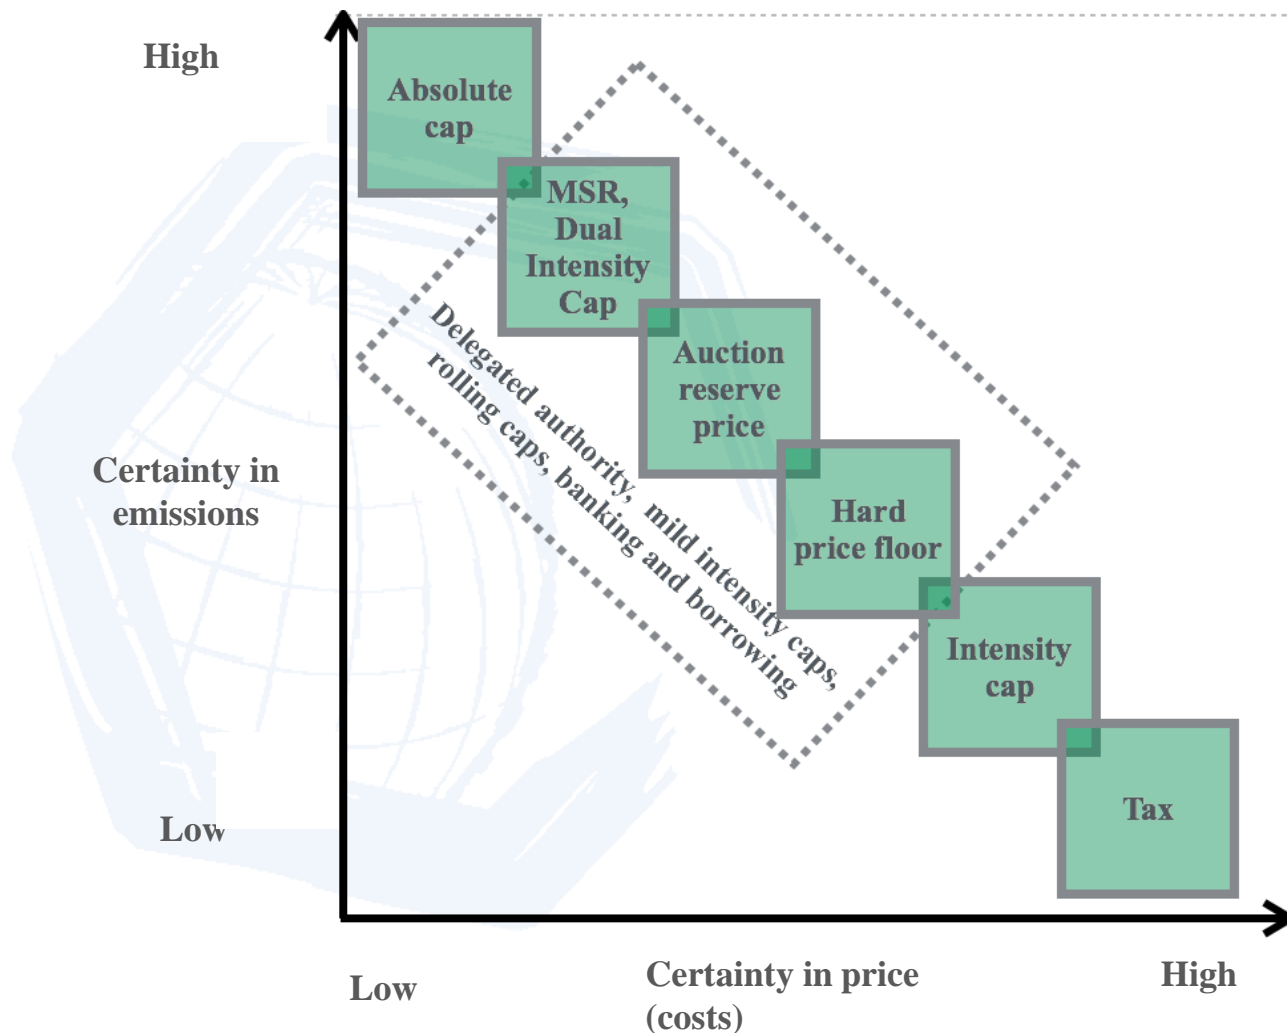 High
Absolute
cap
MSR,
Dual
Intensity
Cap
Auction
reserve
price
Delegated authority, mild intensity caps,
rolling caps, banking and borrowing
Certainty in
emissions
Hard
price floor
Intensity
cap
Tax
Low
Low
Certainty in price
(costs)
High